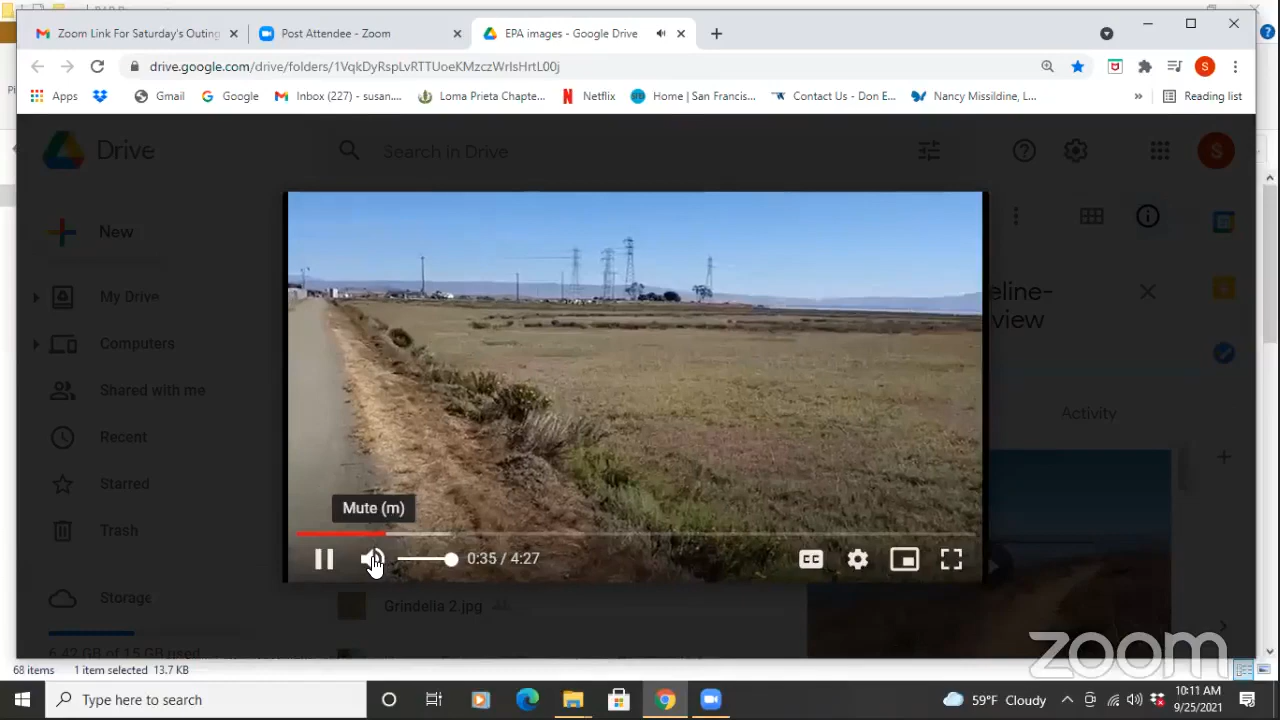 Zoom Link For Saturday's Outing
Post Attendee - Zoom
EPA images - Google Drive
drive.google.com/drive/folders/1VqkDyRspLvRTTUoeKMzczWrlsHrtL00j
Apps
Gmail
Google
Inbox (227) - susan....
Loma Prieta Chapte...
Netflix
Home | San Francis...
Contact Us - Don E...
Nancy Missildine, L...
»
Reading list
Drive
Search in Drive
S
S
New
My Drive
Computers
Shared with me
Recent
Starred
Trash
Storage
6.42 GB of 15 GB used
eline-
view
Activity
Mute (m)
0:35 / 4:27
CC
Grindelia 2.jpg
zoom
68 items
1 item selected 13.7 KB
Type here to search
59°F Cloudy
10:11 AM
9/25/2021